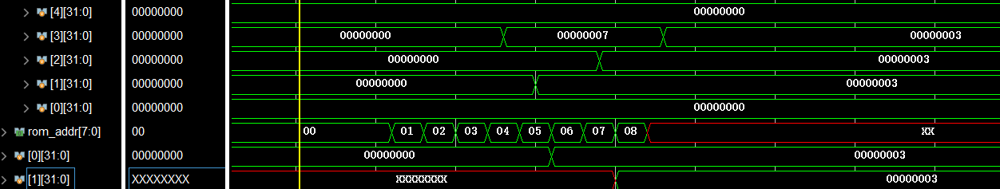 [4][31:0] 00000000 00000000
[3][31:0] 00000000 00000000 00000007 00000003
[2][31:0] 00000000 00000000 00000003
[1][31:0] 00000000 00000000 00000003
[0][31:0] 00000000 00000000
rom_addr[7:0] 00 00 01 02 03 04 05 06 07 08 XX
[0][31:0] 00000000 00000000 00000003
[1][31:0] XXXXXXXX XXXXXXXX 00000003